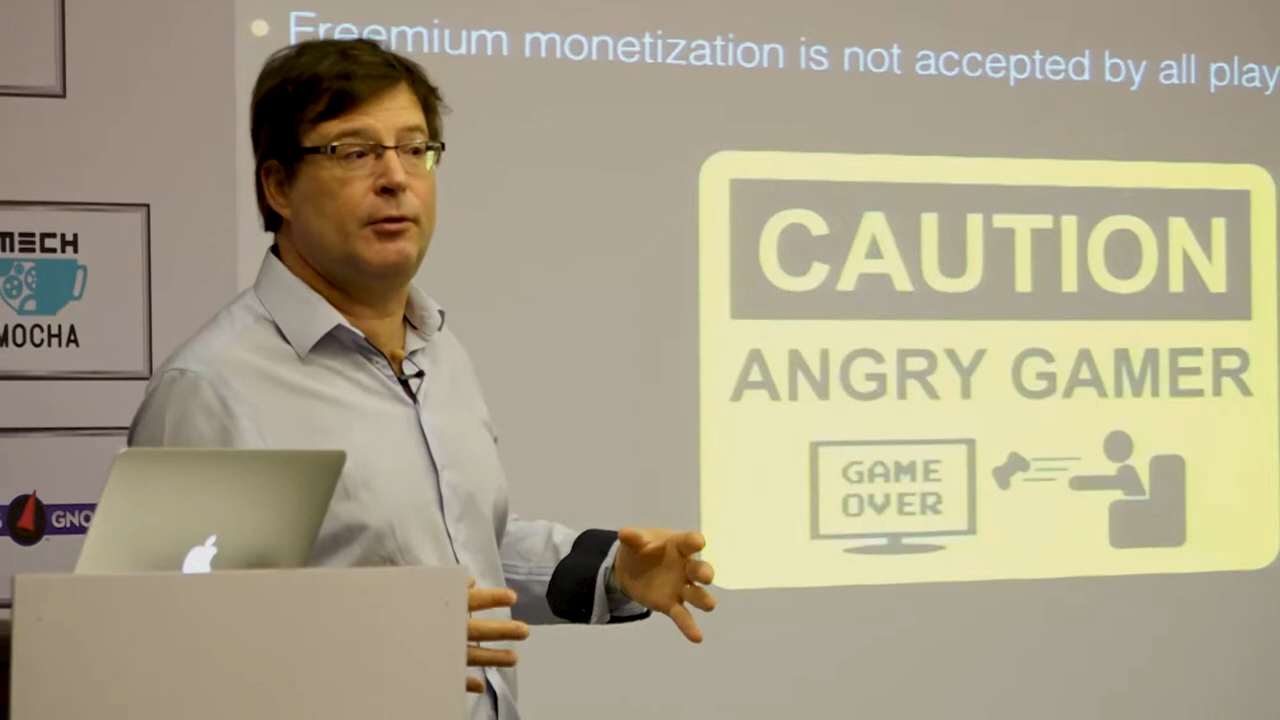 Freemium monetization is not accepted by all play
CAUTION
ANGRY GAMER
GAME
OVER
MECH
MOCHA
GNO